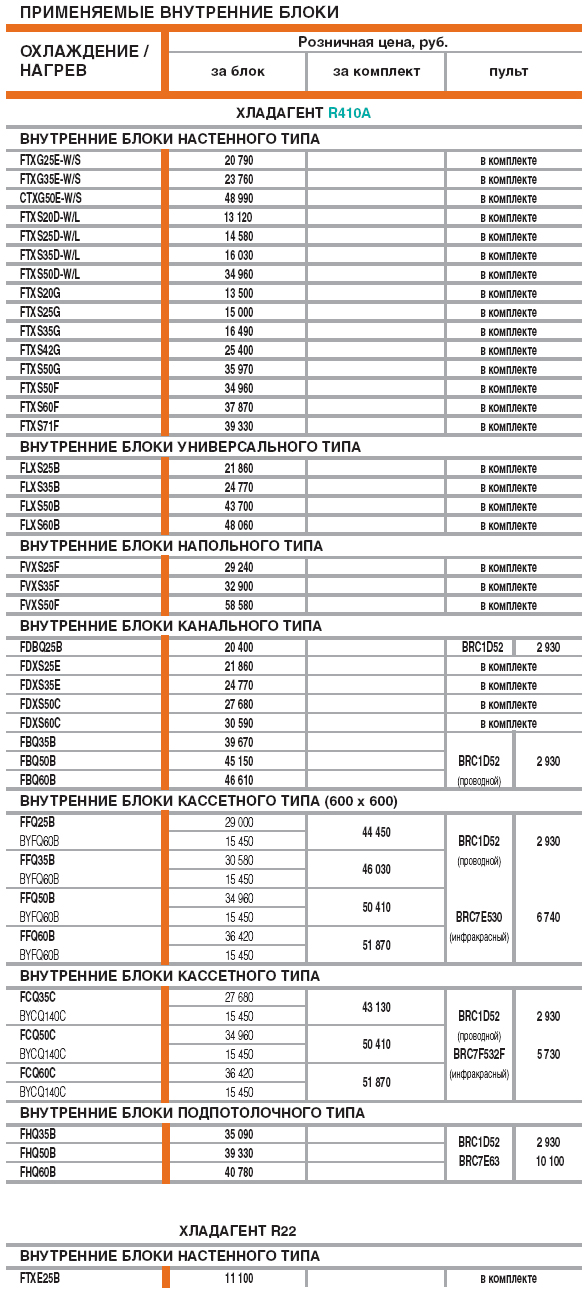 ПРИМЕНЯЕМЫЕ ВНУТРЕННИЕ БЛОКИ
ОХЛАЖДЕНИЕ / НАГРЕВ
Розничная цена, руб.
за блок за комплект пульт
ХЛАДАГЕНТ R410A
ВНУТРЕННИЕ БЛОКИ НАСТЕННОГО ТИПА
FTXG25E-W/S 20 790 в комплекте
FTXG35E-W/S 23 760 в комплекте
CTXG50E-W/S 48 990 в комплекте
FTXS20D-W/L 13 120 в комплекте
FTXS25D-W/L 14 580 в комплекте
FTXS35D-W/L 16 030 в комплекте
FTXS50D-W/L 34 960 в комплекте
FTXS20G 13 500 в комплекте
FTXS25G 15 000 в комплекте
FTXS35G 16 490 в комплекте
FTXS42G 25 400 в комплекте
FTXS50G 35 970 в комплекте
FTXS50F 34 960 в комплекте
FTXS60F 37 870 в комплекте
FTXS71F 39 330 в комплекте
ВНУТРЕННИЕ БЛОКИ УНИВЕРСАЛЬНОГО ТИПА
FLXS25B 21 860 в комплекте
FLXS35B 24 770 в комплекте
FLXS50B 43 700 в комплекте
FLXS60B 48 060 в комплекте
ВНУТРЕННИЕ БЛОКИ НАПОЛЬНОГО ТИПА
FVXS25F 29 240 в комплекте
FVXS35F 32 900 в комплекте
FVXS50F 58 580 в комплекте
ВНУТРЕННИЕ БЛОКИ КАНАЛЬНОГО ТИПА
FDBQ25B 20 400 BRC1D52 2 930
FDXS25E 21 860 в комплекте
FDXS35E 24 770 в комплекте
FDXS50C 27 680 в комплекте
FDXS60C 30 590 в комплекте
FBQ35B 39 670
FBQ50B 45 150 BRC1D52 2 930
FBQ60B 46 610 (проводной)
ВНУТРЕННИЕ БЛОКИ КАССЕТНОГО ТИПА (600 x 600)
FFQ25B 29 000 44 450
BYFQ60B 15 450 BRC1D52 2 930
FFQ35B 30 580 46 030 (проводной)
BYFQ60B 15 450
FFQ50B 34 960 50 410
BYFQ60B 15 450 BRC7E530 6 740
FFQ60B 36 420 51 870 (инфракрасный)
BYFQ60B 15 450
ВНУТРЕННИЕ БЛОКИ КАССЕТНОГО ТИПА
FCQ35C 27 680 43 130
BYCQ140C 15 450 BRC1D52 2 930
FCQ50C 34 960 50 410 (проводной)
BYCQ140C 15 450 BRC7F532F 5 730
FCQ60C 36 420 51 870 (инфракрасный)
BYCQ140C 15 450
ВНУТРЕННИЕ БЛОКИ ПОДПОТОЛОЧНОГО ТИПА
FHQ35B 35 090 BRC1D52 2 930
FHQ50B 39 330 BRC7E63 10 100
FHQ60B 40 780
ХЛАДАГЕНТ R22
ВНУТРЕННИЕ БЛОКИ НАСТЕННОГО ТИПА
FTXE25B 11 100 в комплекте